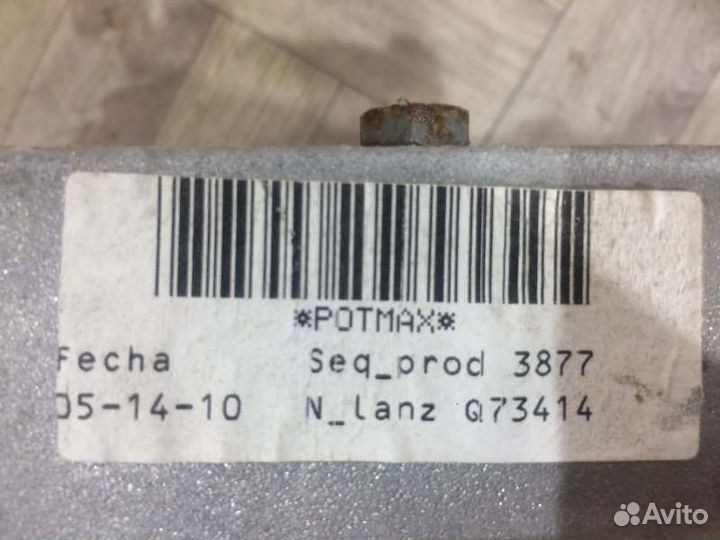 *POTMAX*
Fecha Seq_prod 3877
05-14-10 N_lanz Q73414
Avito